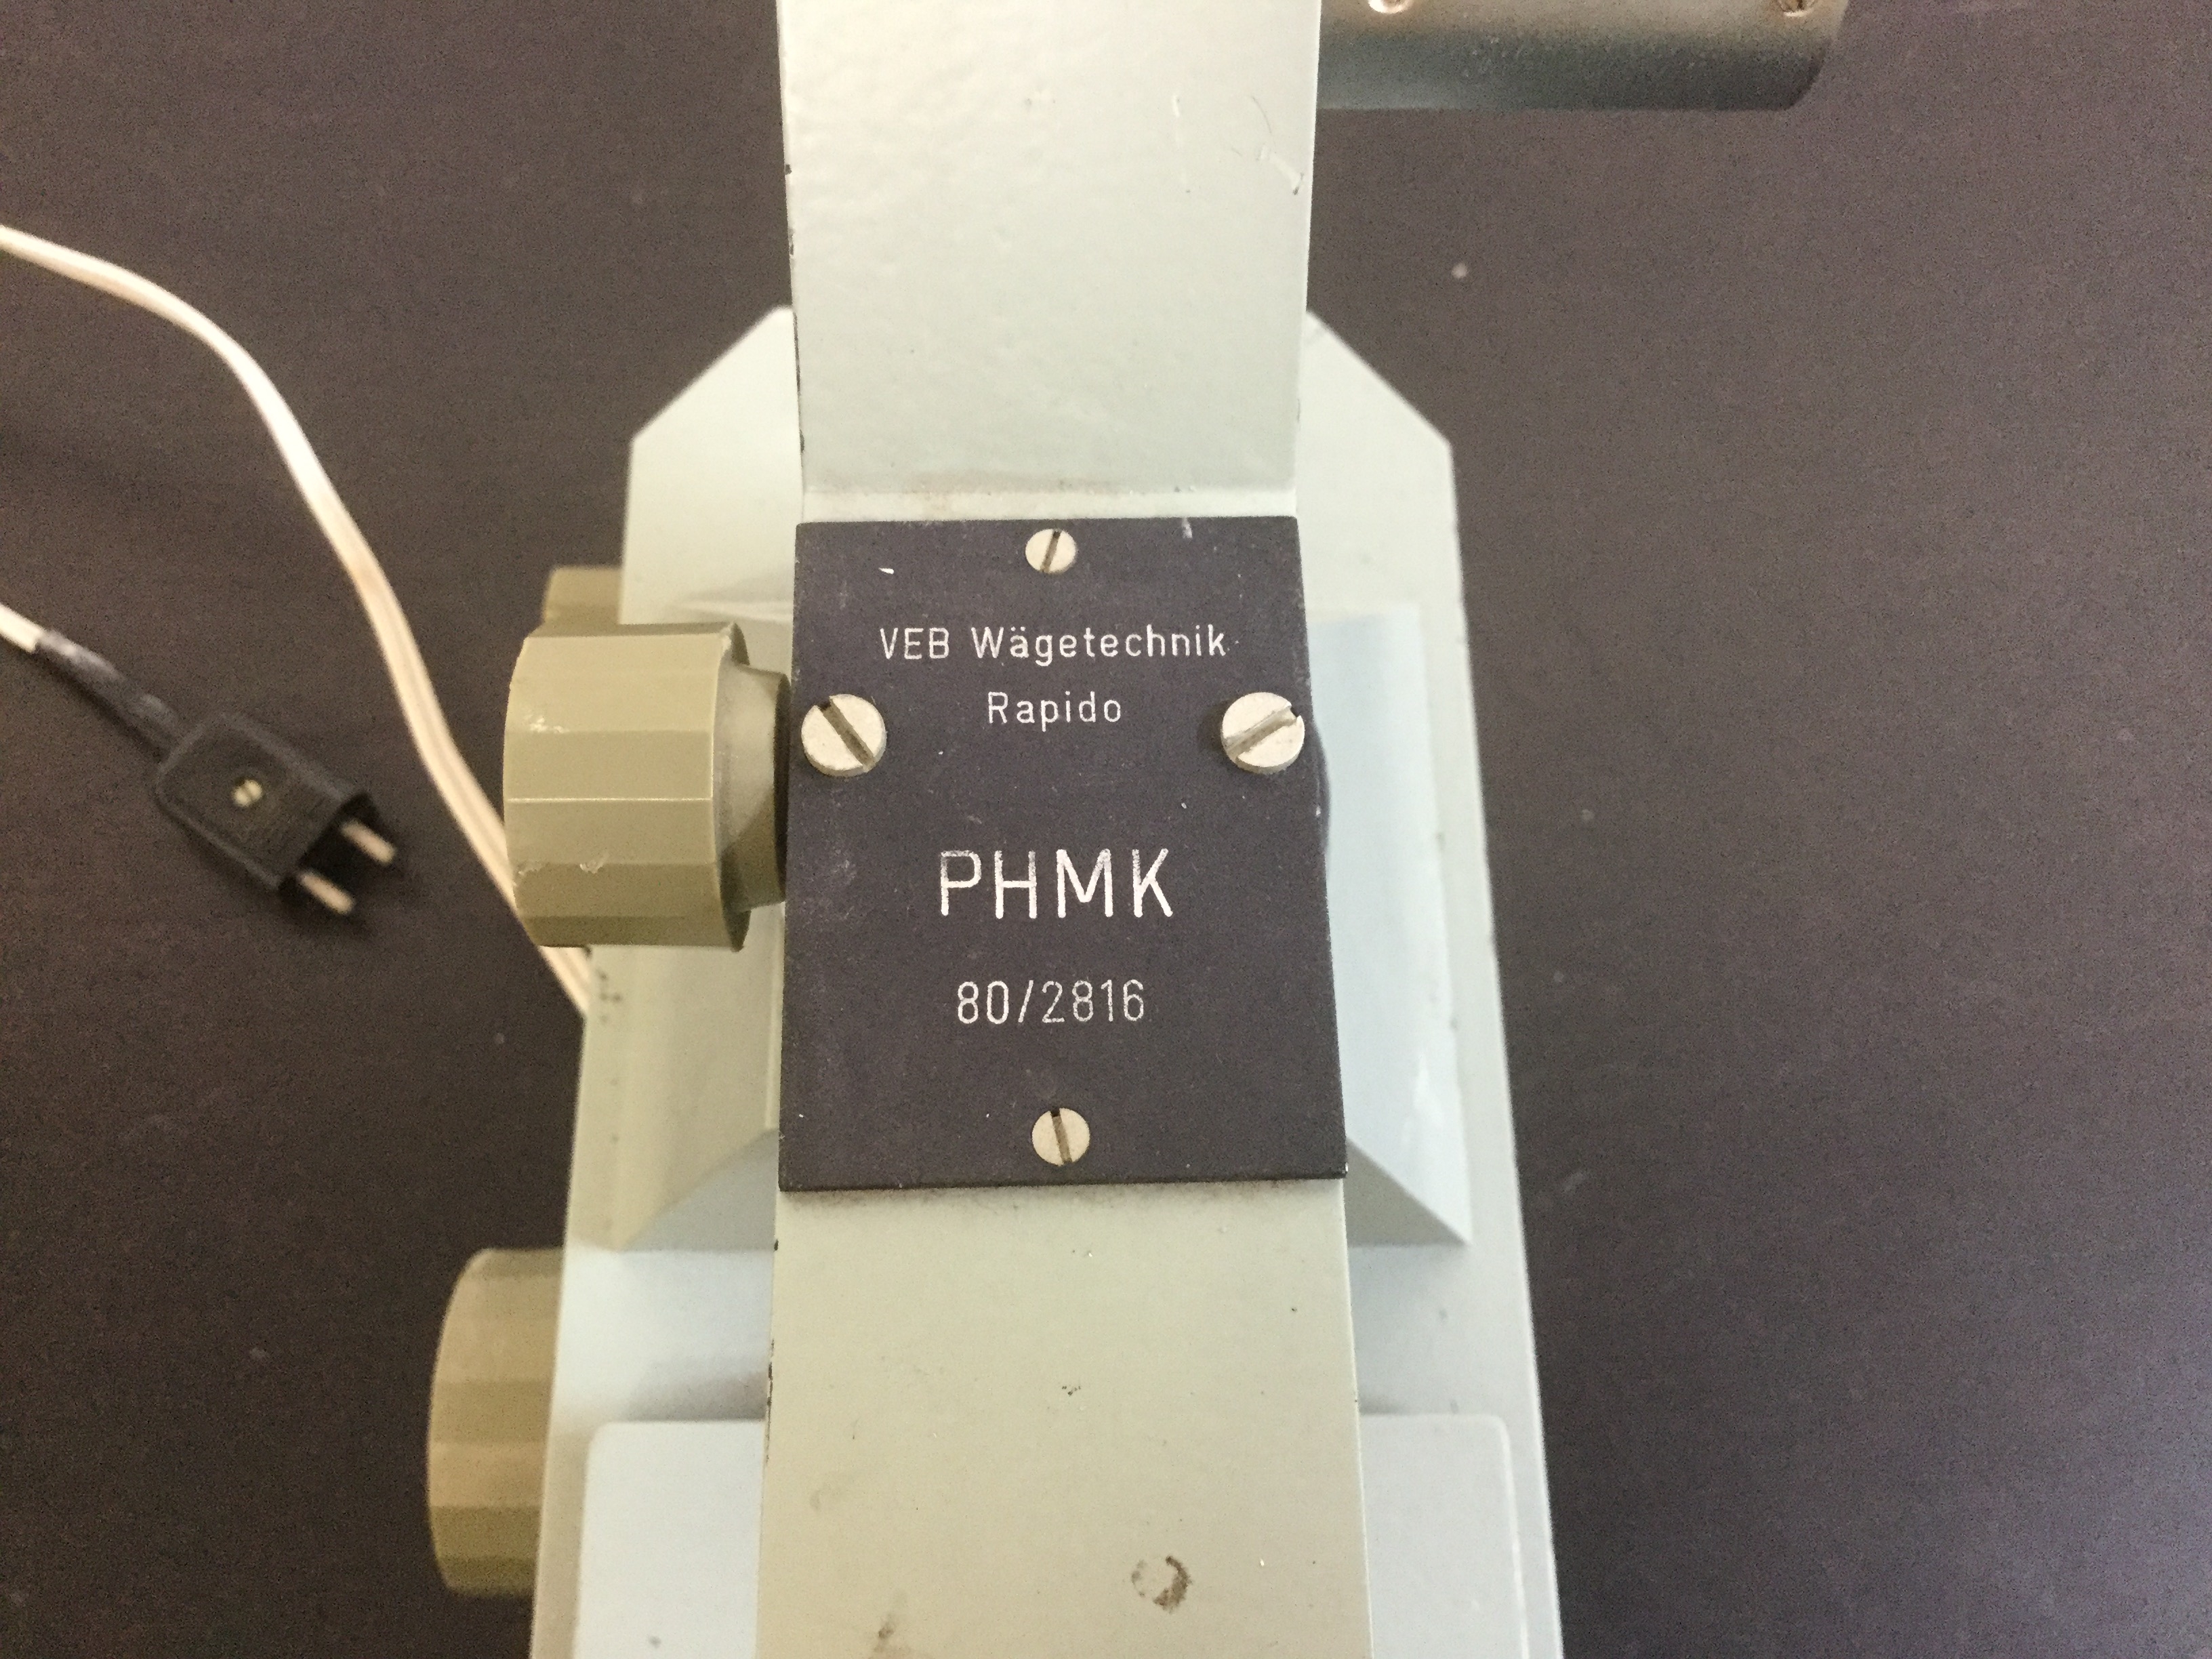 VEB Wägetechnik
Rapido
PHMK
80/2816